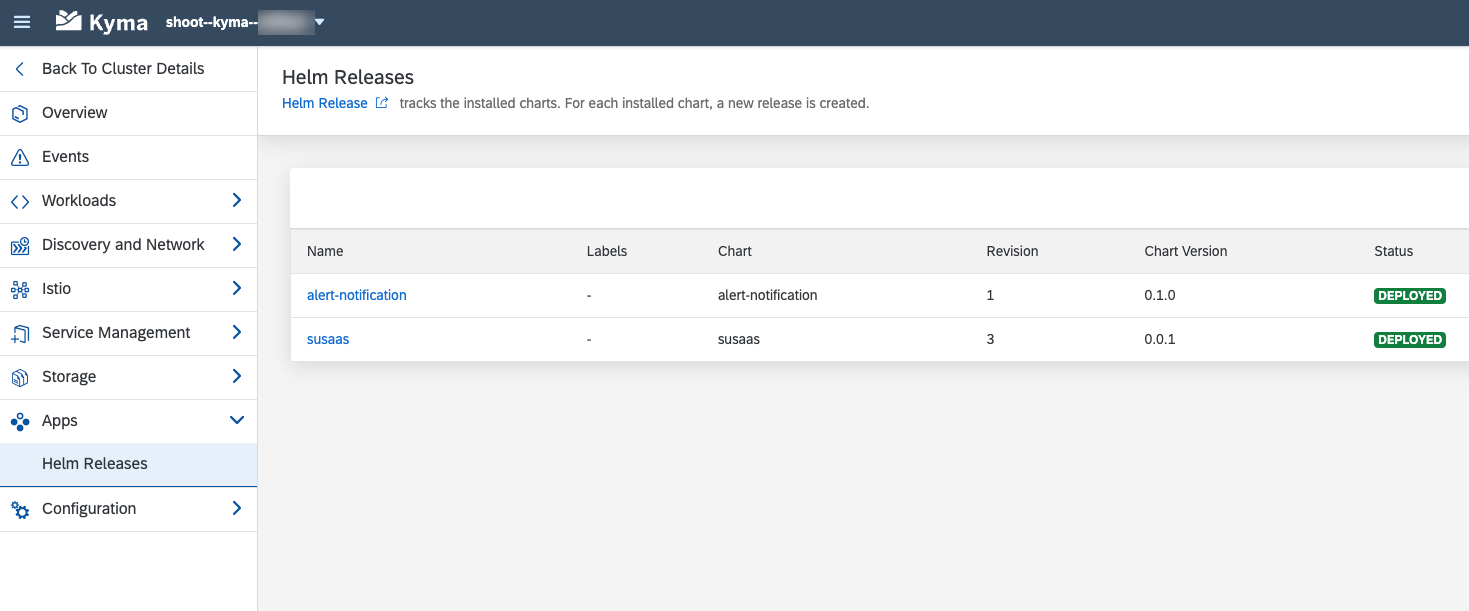 Kyma shoot--kyma--
Back To Cluster Details
Overview
Events
Workloads
Discovery and Network
Istio
Service Management
Storage
Apps
Helm Releases
Configuration
Helm Releases
Helm Release tracks the installed charts. For each installed chart, a new release is created.
Name Labels Chart Revision Chart Version Status
alert-notification - alert-notification 1 0.1.0 DEPLOYED
susaas - susaas 3 0.0.1 DEPLOYED